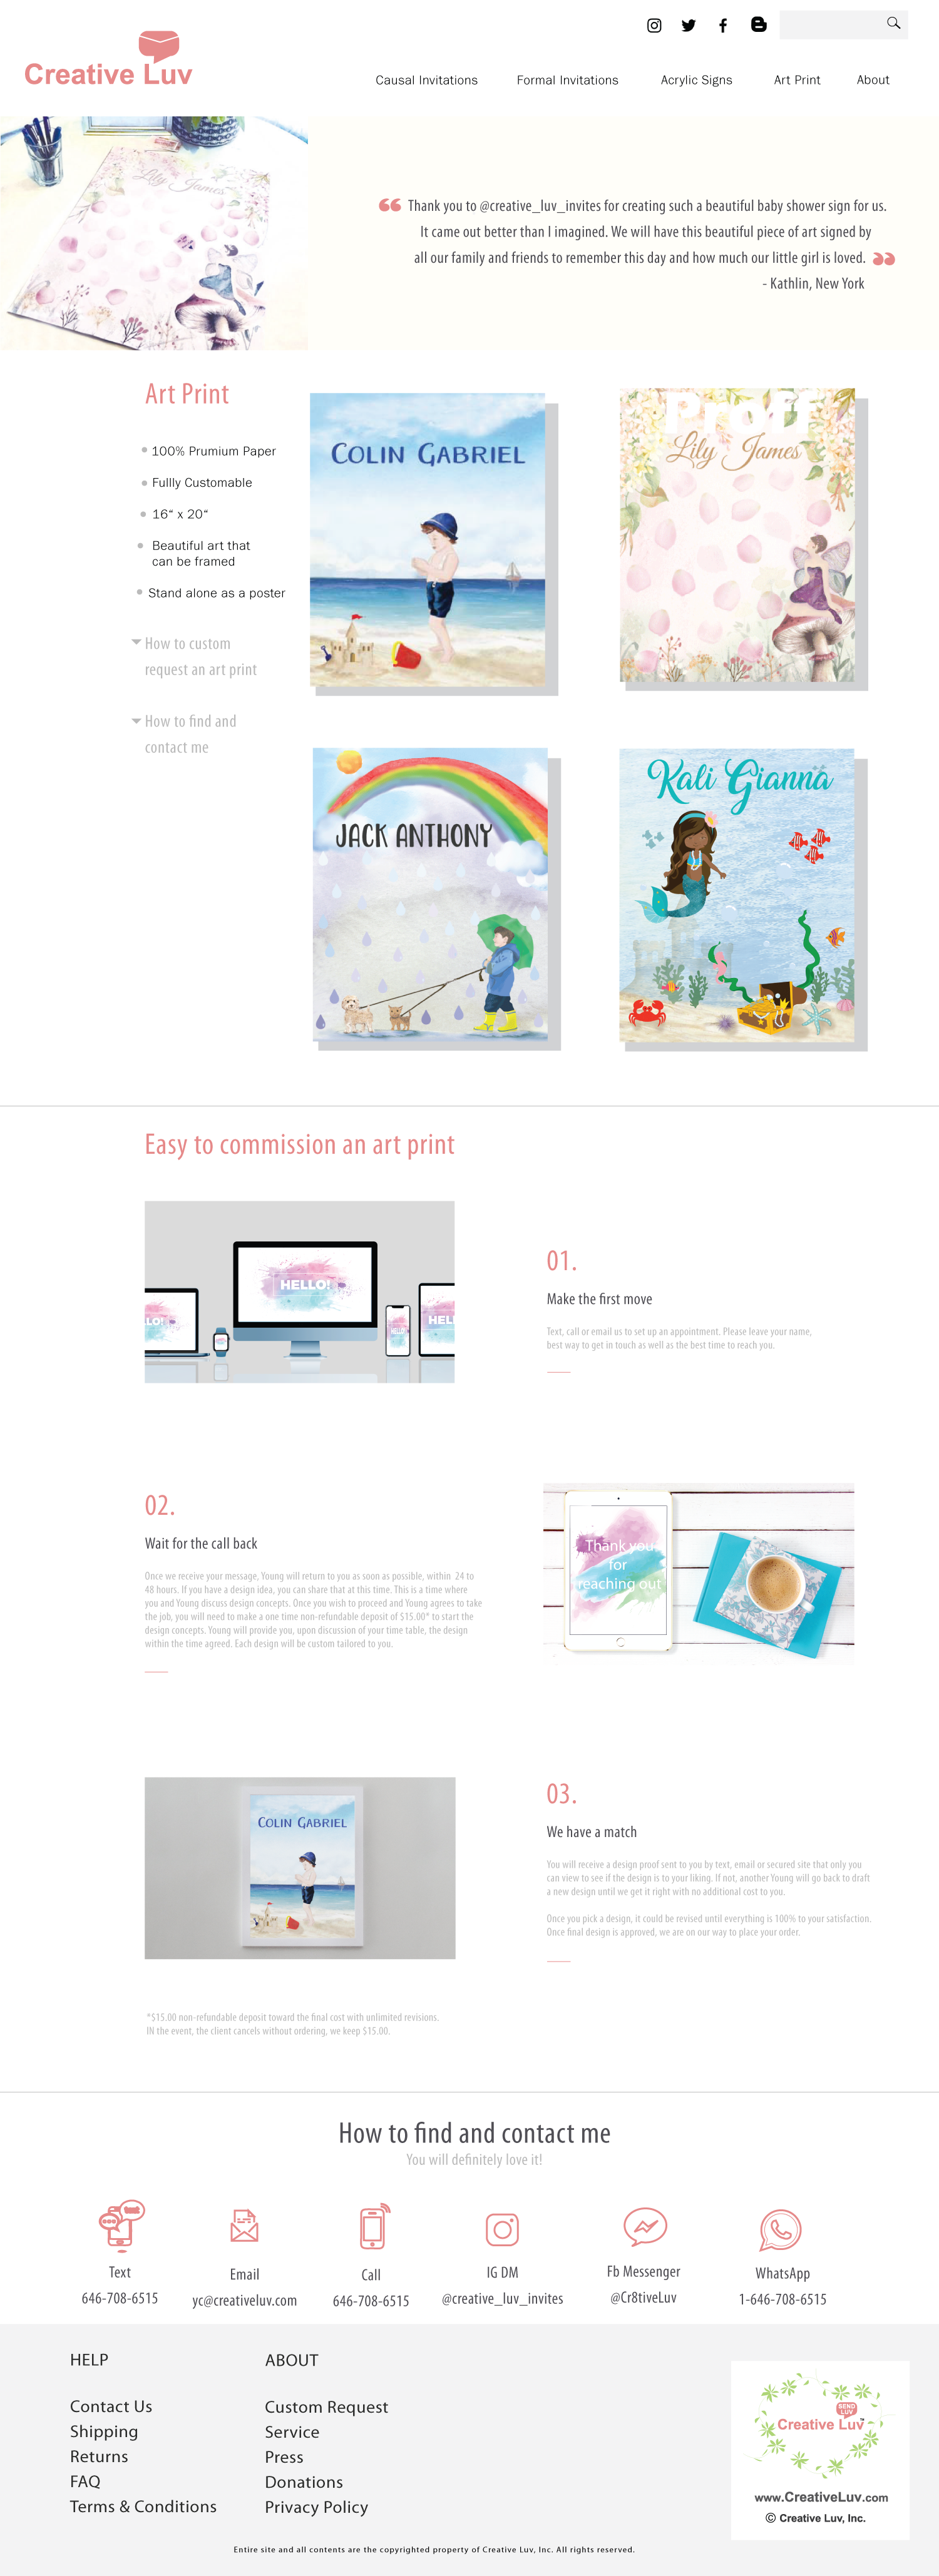 Creative Luv
Causal Invitations
Formal Invitations
Acrylic Signs
Art Print
About
Lily James
“ Thank you to @creative_luv_invites for creating such a beautiful baby shower sign for us.
It came out better than I imagined. We will have this beautiful piece of art signed by
all our family and friends to remember this day and how much our little girl is loved. ”
- Kathlin, New York
Art Print
100% Prumium Paper
Fullly Customable
16“ x 20“
Beautiful art that
can be framed
Stand alone as a poster
How to custom
request an art print
How to find and
contact me
COLIN GABRIEL
Proff
Lily James
JACK ANTHONY
Kali Gianna
Easy to commission an art print
LO!
HELLO!
HELLO!
HELL
01.
Make the first move
Text, call or email us to set up an appointment. Please leave your name,
best way to get in touch as well as the best time to reach you.
02.
Wait for the call back
Once we receive your message, Young will return to you as soon as possible, within 24 to
48 hours. If you have a design idea, you can share that at this time. This is a time where
you and Young discuss design concepts. Once you wish to proceed and Young agrees to take
the job, you will need to make a one time non-refundable deposit of $15.00* to start the
design concepts. Young will provide you, upon discussion of your time table, the design
within the time agreed. Each design will be custom tailored to you.
Thank you
for
reaching out
COLIN GABRIEL
03.
We have a match
You will receive a design proof sent to you by text, email or secured site that only you
can view to see if the design is to your liking. If not, another Young will go back to draft
a new design until we get it right with no additional cost to you.
Once you pick a design, it could be revised until everything is 100% to your satisfaction.
Once final design is approved, we are on our way to place your order.
*$15.00 non-refundable deposit toward the final cost with unlimited revisions.
IN the event, the client cancels without ordering, we keep $15.00.
How to find and contact me
You will definitely love it!
Text
646-708-6515
Email
yc@creativeluv.com
Call
646-708-6515
IG DM
@creative_luv_invites
Fb Messenger
@Cr8tiveLuv
WhatsApp
1-646-708-6515
HELP
Contact Us
Shipping
Returns
FAQ
Terms & Conditions
ABOUT
Custom Request
Service
Press
Donations
Privacy Policy
SEND
LUV
Creative Luv™
www.CreativeLuv.com
© Creative Luv, Inc.
Entire site and all contents are the copyrighted property of Creative Luv, Inc. All rights reserved.